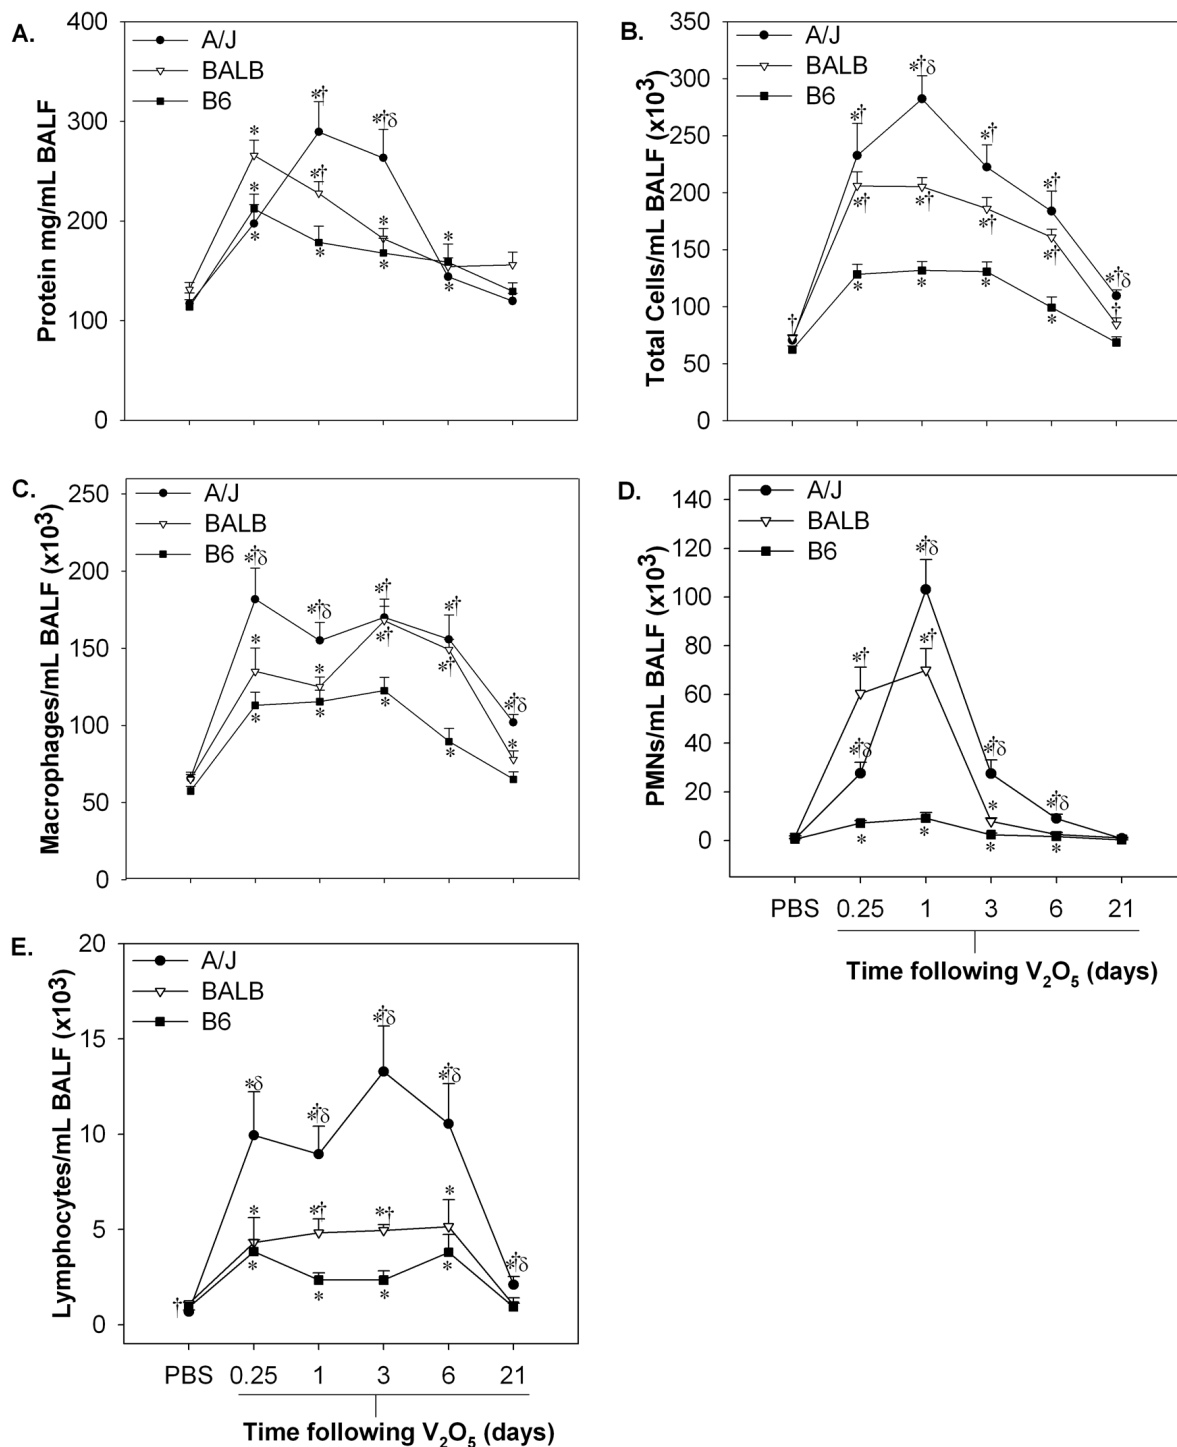 A.
A/J
BALB
B6
Protein mg/mL BALF
400
300
200
100
0
*
*
*
*†
*†
*
*†δ
*
*
*
*
B.
A/J
BALB
B6
Total Cells/mL BALF (x10³)
350
300
250
200
150
100
50
0
†
*†
*†
*
*†δ
*†
*
*†
*†
*
*†
*†
*
*†δ
†
C.
A/J
BALB
B6
Macrophages/mL BALF (x10³)
250
200
150
100
50
0
*†δ
*
*
*†δ
*
*
*†
*†
*
*†
*†
*
*†δ
*
D.
A/J
BALB
B6
PMNs/mL BALF (x10³)
140
120
100
80
60
40
20
0
*†
*†δ
*
*†δ
*†
*
*†δ
*
*
*†δ
*
PBS 0.25 1 3 6 21
Time following V₂O₅ (days)
E.
A/J
BALB
B6
Lymphocytes/mL BALF (x10³)
20
15
10
5
0
†
*δ
*
*
*†δ
*†
*
*†δ
*†
*
*†δ
*
*
*†δ
PBS 0.25 1 3 6 21
Time following V₂O₅ (days)